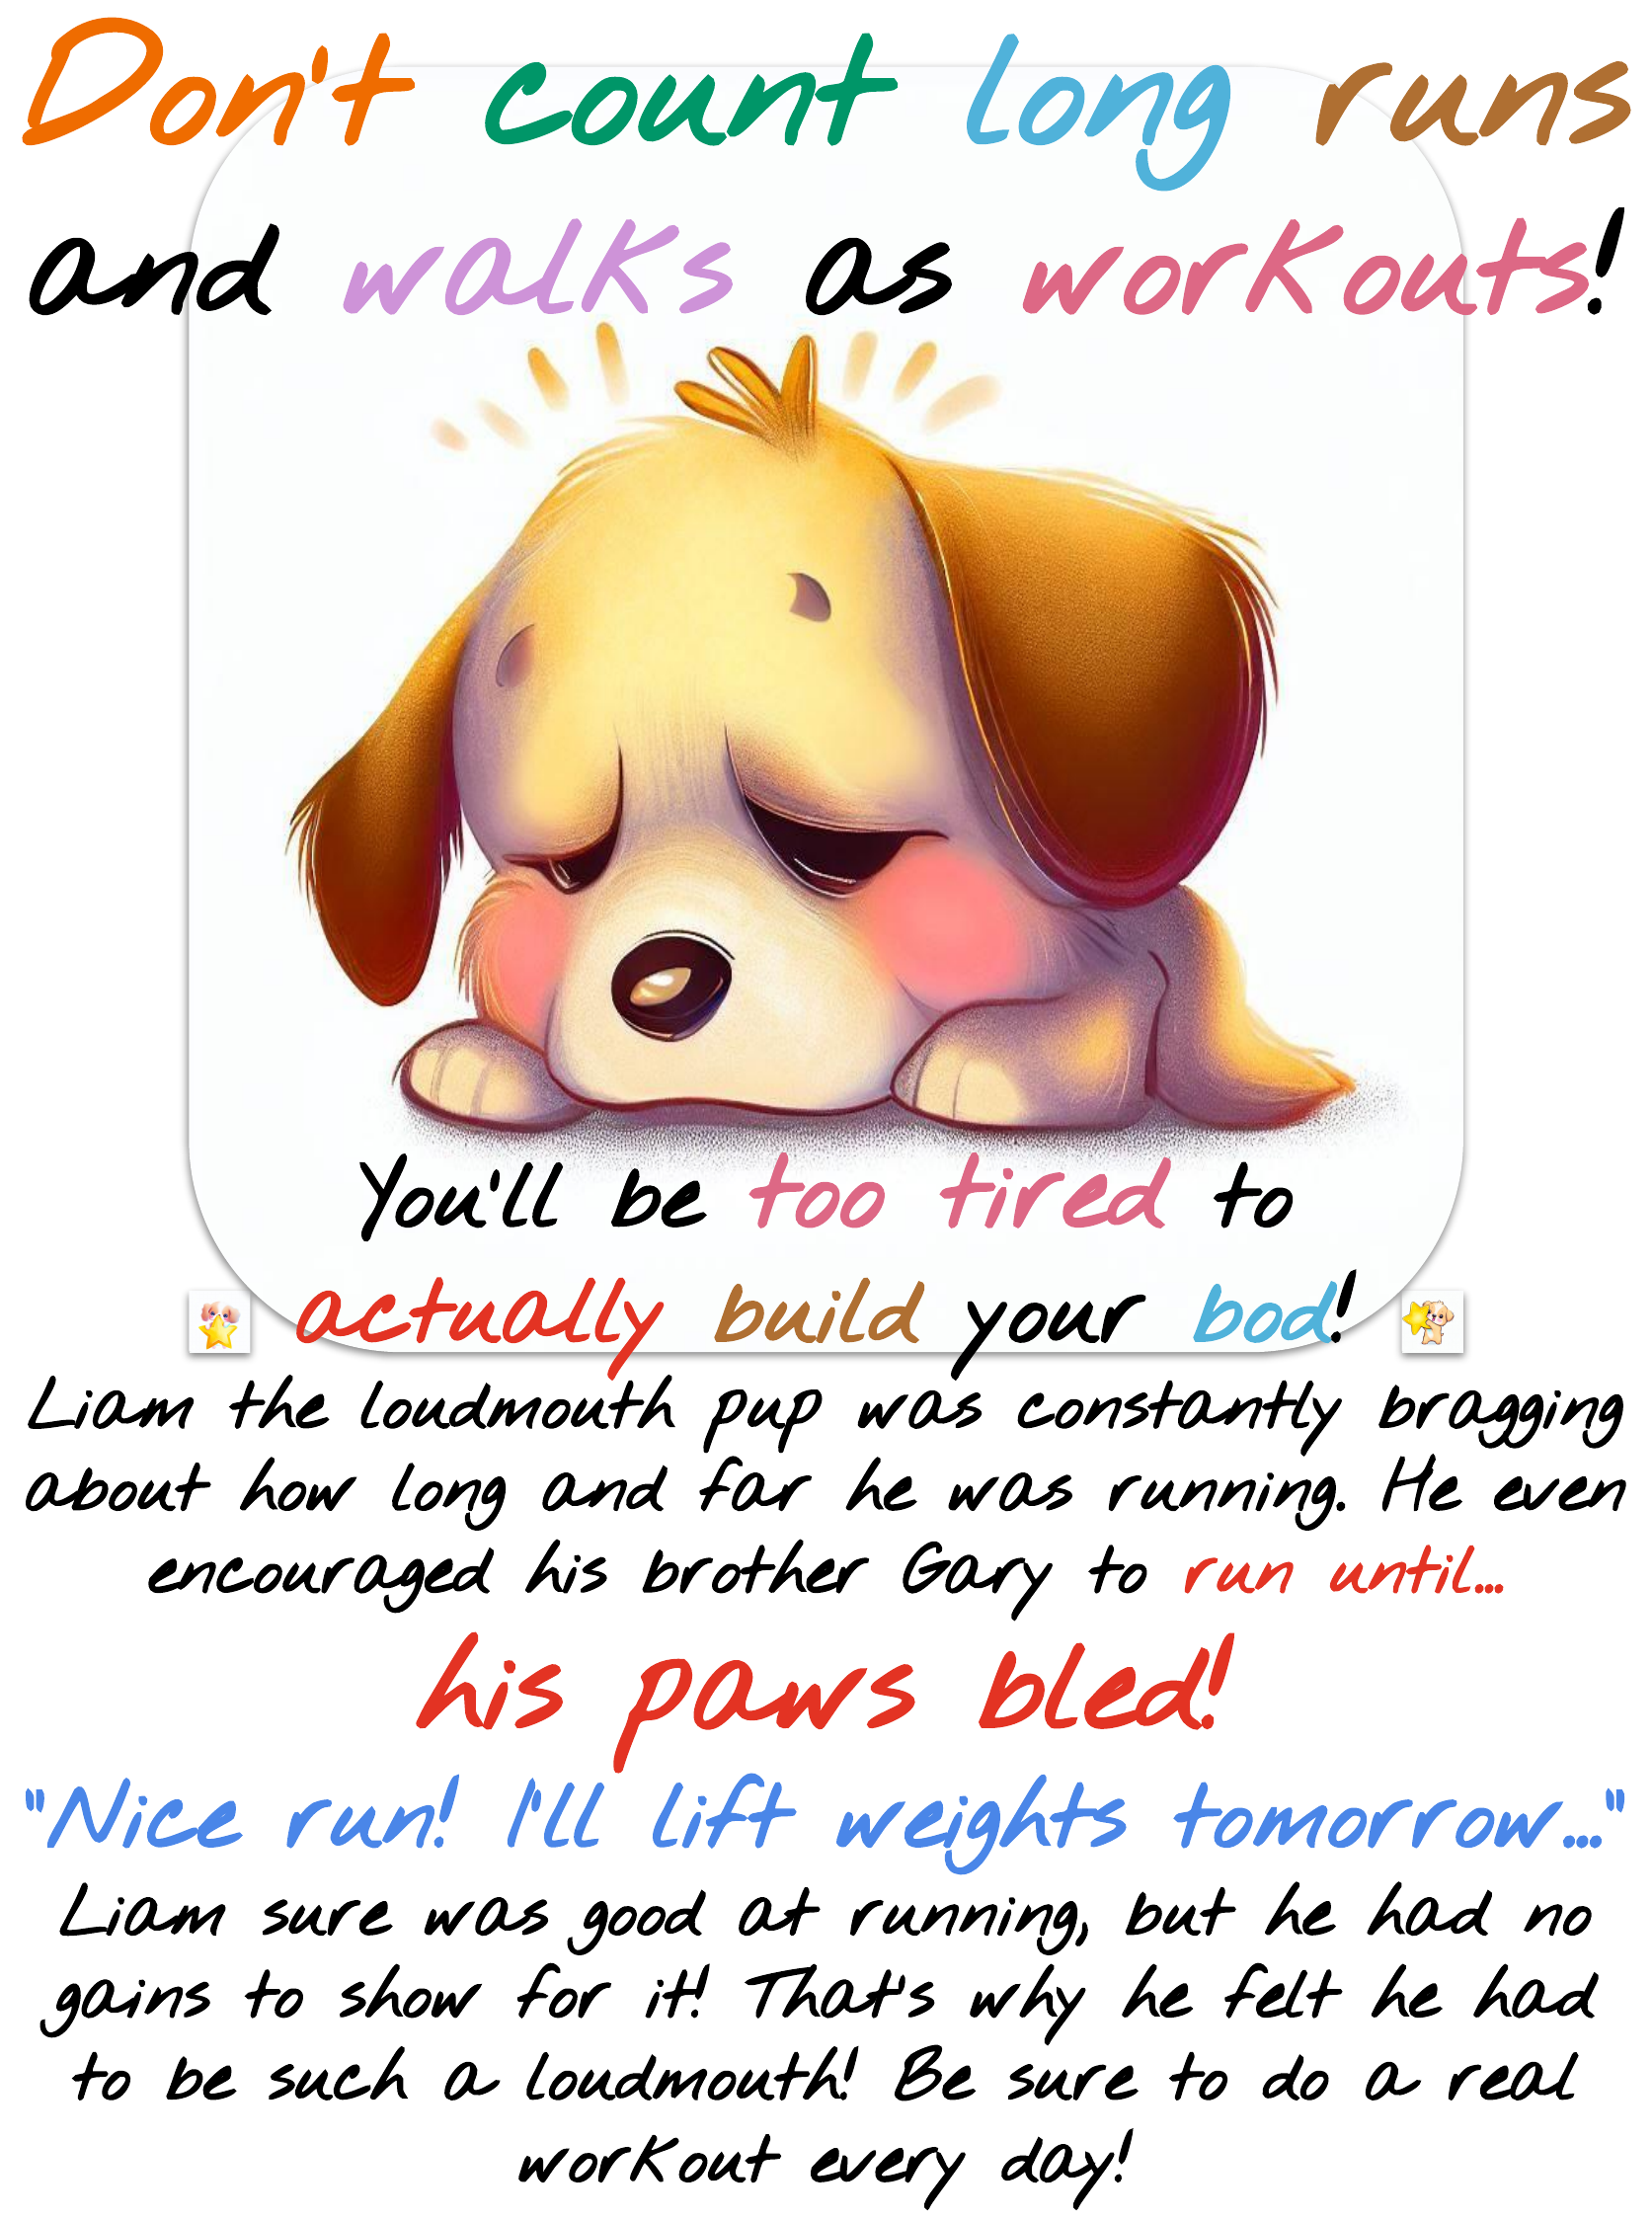 Don't count long runs
and walks as workouts!
You'll be too tired to
actually build your bod!
Liam the loudmouth pup was constantly bragging
about how long and far he was running. He even
encouraged his brother Gary to run until...
his paws bled!
"Nice run! I'll lift weights tomorrow..."
Liam sure was good at running, but he had no
gains to show for it! That's why he felt he had
to be such a loudmouth! Be sure to do a real
workout every day!